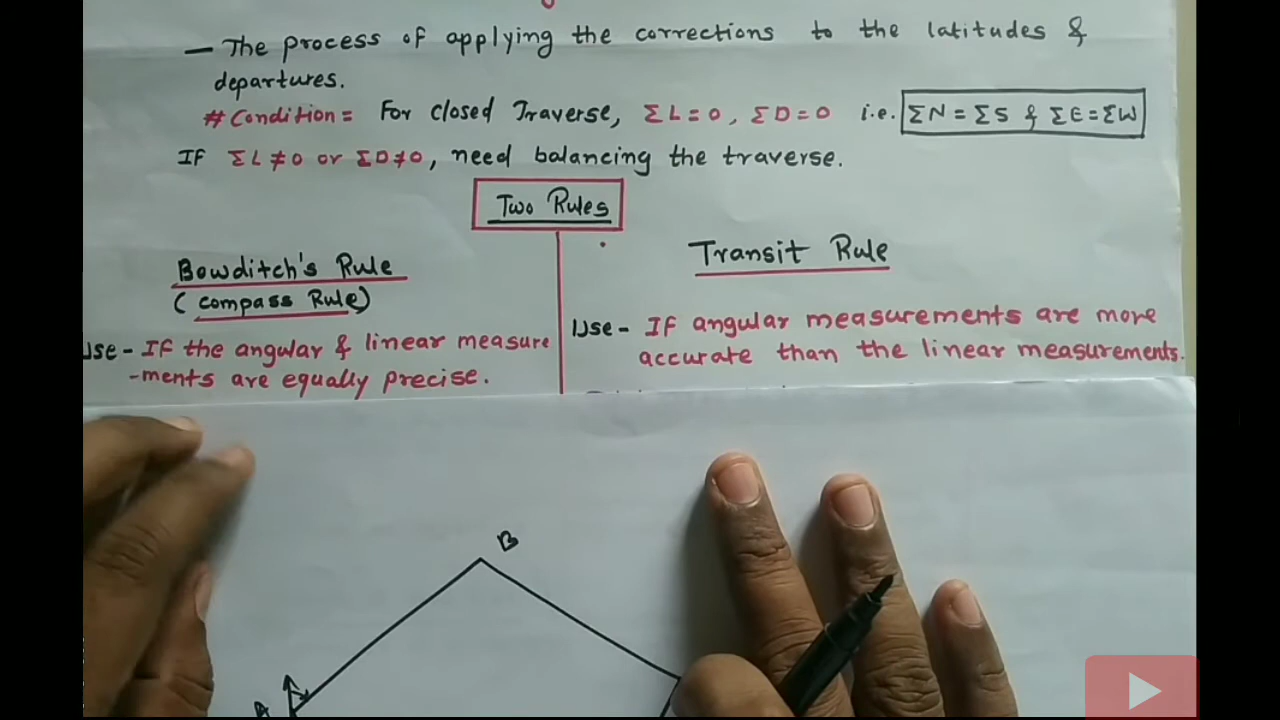 — The process of applying the corrections to the latitudes &
departures.
# Condition = For closed Traverse, ΣL=0, ΣD=0 i.e. ΣN=ΣS & ΣE=ΣW
If ΣL≠0 or ΣD≠0, need balancing the traverse.
Two Rules
Bowditch's Rule
(compass Rule)
Use - If the angular & linear measure
-ments are equally precise.
Transit Rule
Use - If angular measurements are more
accurate than the linear measurements.
B
A